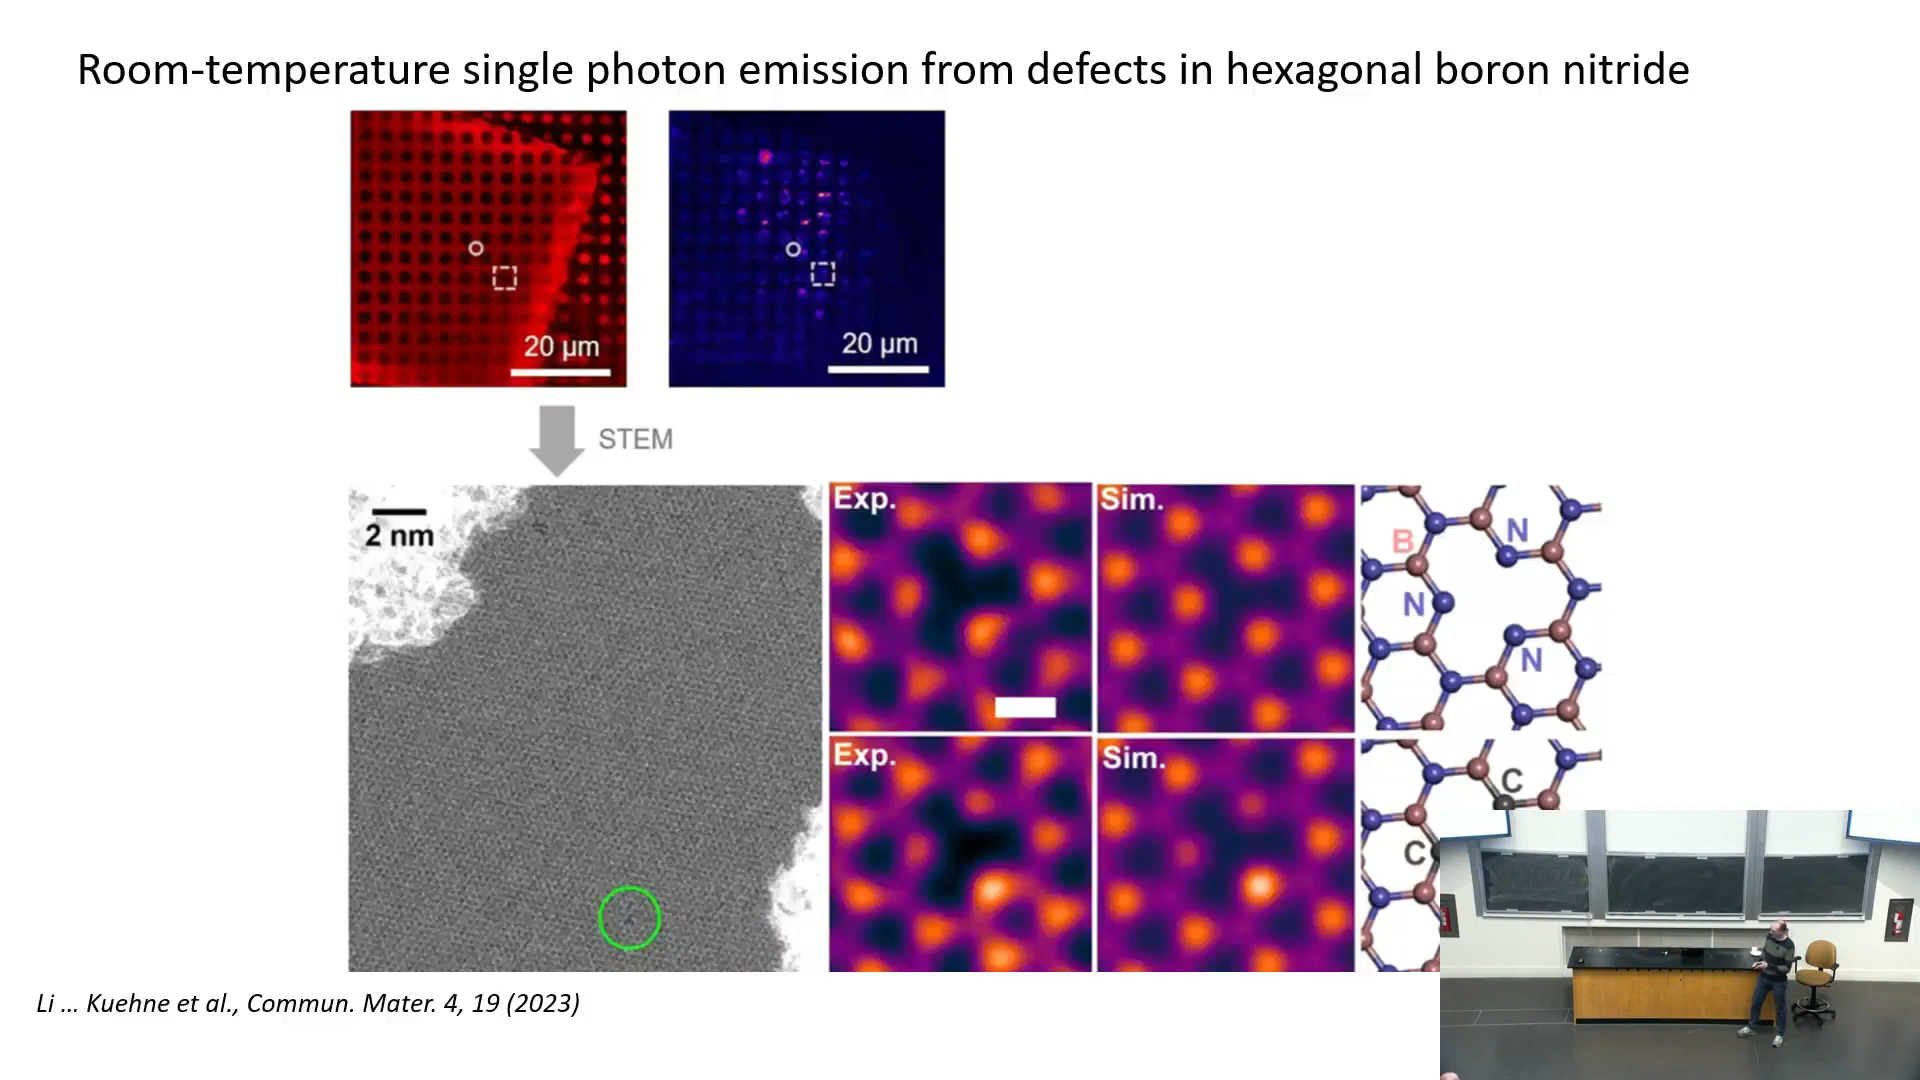 Room-temperature single photon emission from defects in hexagonal boron nitride
20 µm
20 µm
STEM
2 nm
Exp.
Sim.
B
N
N
N
Exp.
Sim.
C
C
Li ... Kuehne et al., Commun. Mater. 4, 19 (2023)